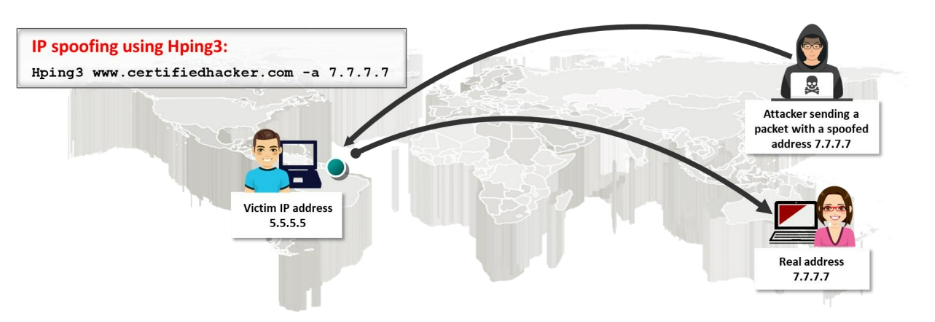 IP spoofing using Hping3:
Hping3 www.certifiedhacker.com -a 7.7.7.7
Attacker sending a
packet with a spoofed
address 7.7.7.7
Victim IP address
5.5.5.5
Real address
7.7.7.7